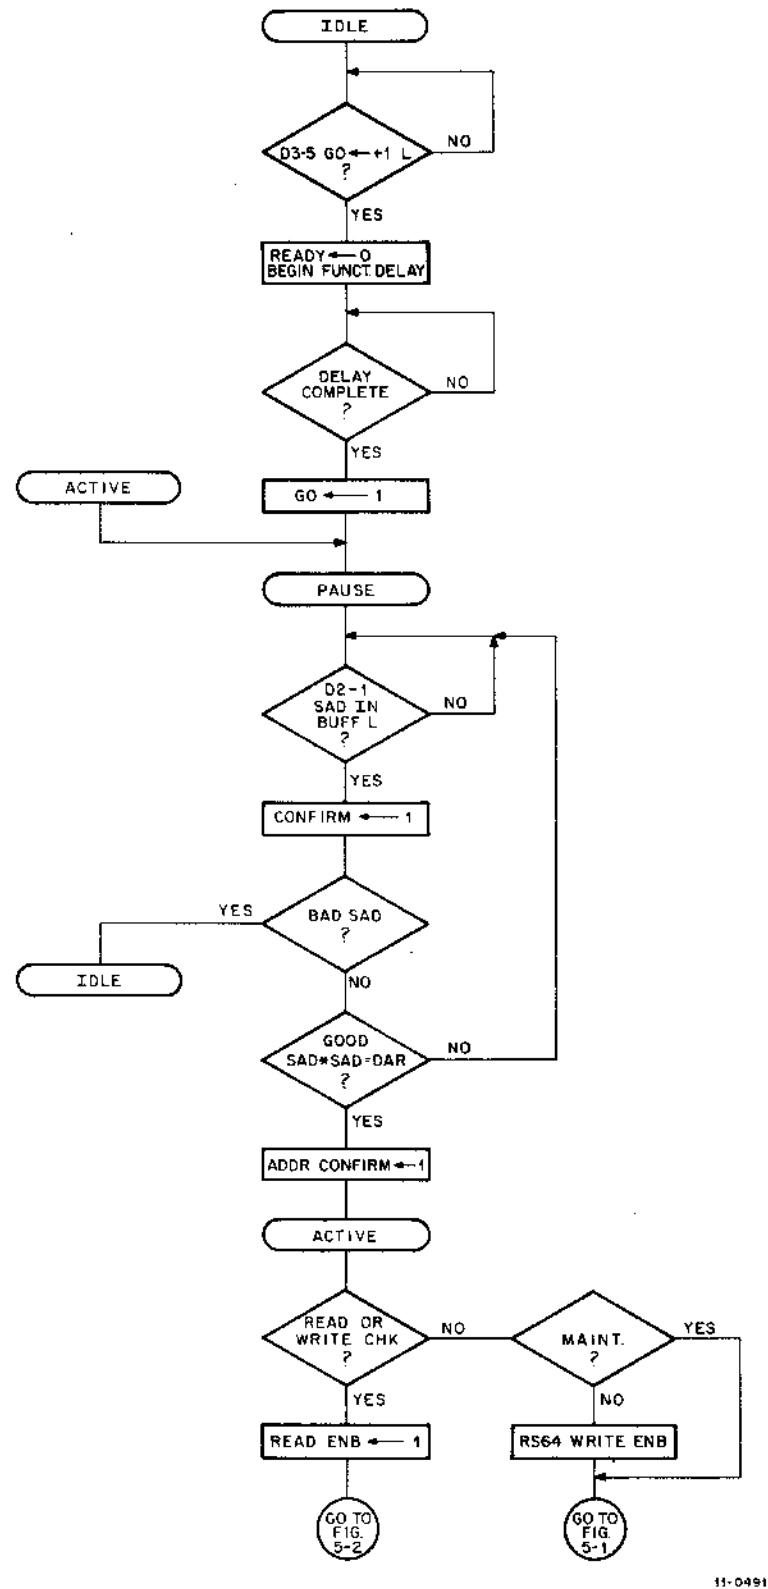 IDLE
D3-5 GO←+1 L
?
NO
YES
READY←0
BEGIN FUNCT. DELAY
DELAY
COMPLETE
?
NO
YES
ACTIVE
GO ← 1
PAUSE
D2-1
SAD IN
BUFF L
?
NO
YES
CONFIRM ← 1
YES
BAD SAD
?
IDLE
NO
GOOD
SAD*SAD=DAR
?
NO
YES
ADDR CONFIRM←1
ACTIVE
READ OR
WRITE CHK
?
NO
MAINT.
?
YES
YES
NO
READ ENB ← 1
RS64 WRITE ENB
GO TO
FIG.
5-2
GO TO
FIG.
5-1
11-0491